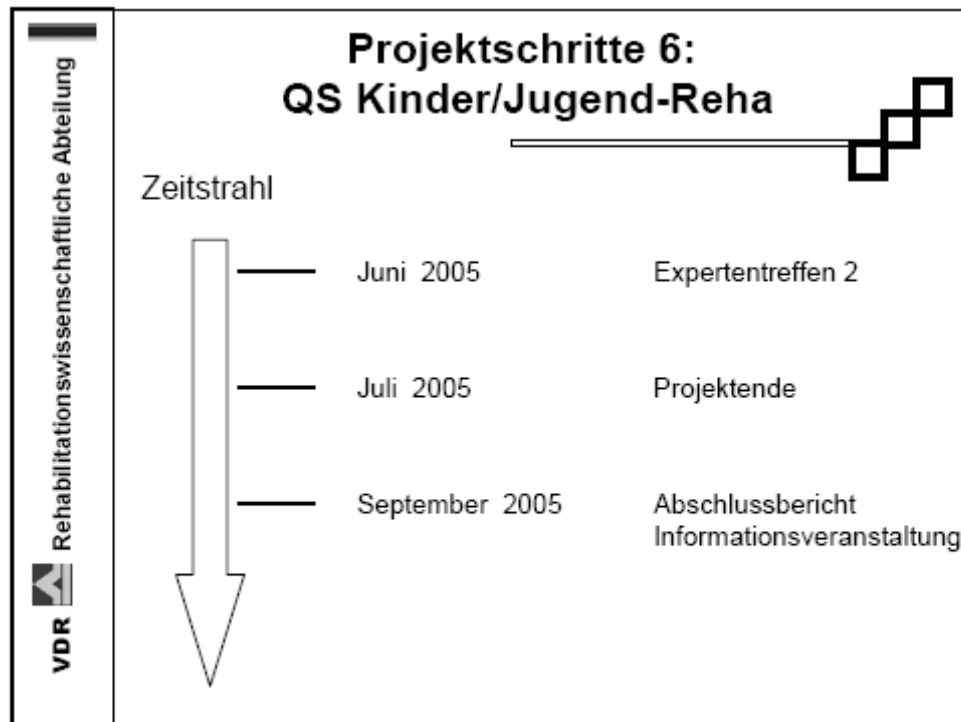 Projektschritte 6:
QS Kinder/Jugend-Reha
VDR Rehabilitationswissenschaftliche Abteilung
Zeitstrahl
Juni 2005 Expertentreffen 2
Juli 2005 Projektende
September 2005 Abschlussbericht
Informationsveranstaltung